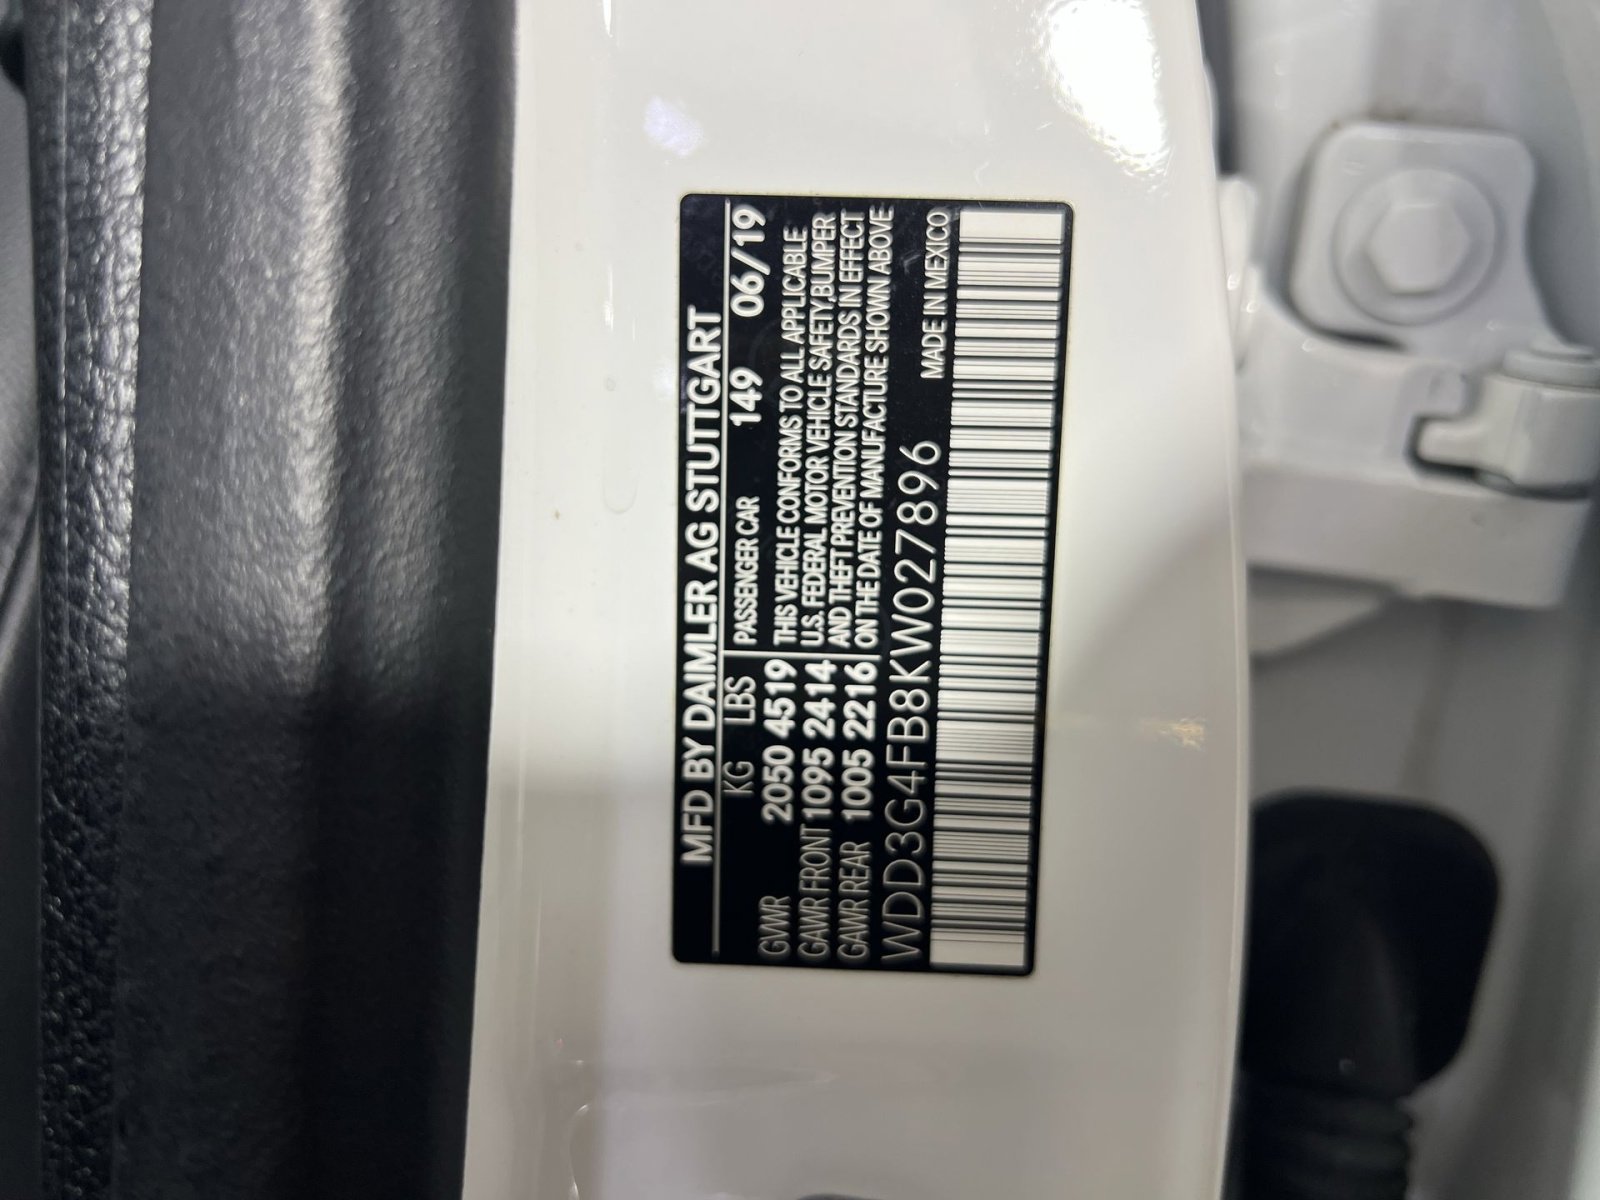 MFD BY DAIMLER AG STUTTGART
KG LBS PASSENGER CAR 149 06/19
GVWR 2050 4519 THIS VEHICLE CONFORMS TO ALL APPLICABLE
GAWR FRONT 1095 2414 U.S. FEDERAL MOTOR VEHICLE SAFETY,BUMPER
GAWR REAR 1005 2216 AND THEFT PREVENTION STANDARDS IN EFFECT
ON THE DATE OF MANUFACTURE SHOWN ABOVE
WDD3G4FB8KW027896 MADE IN MEXICO